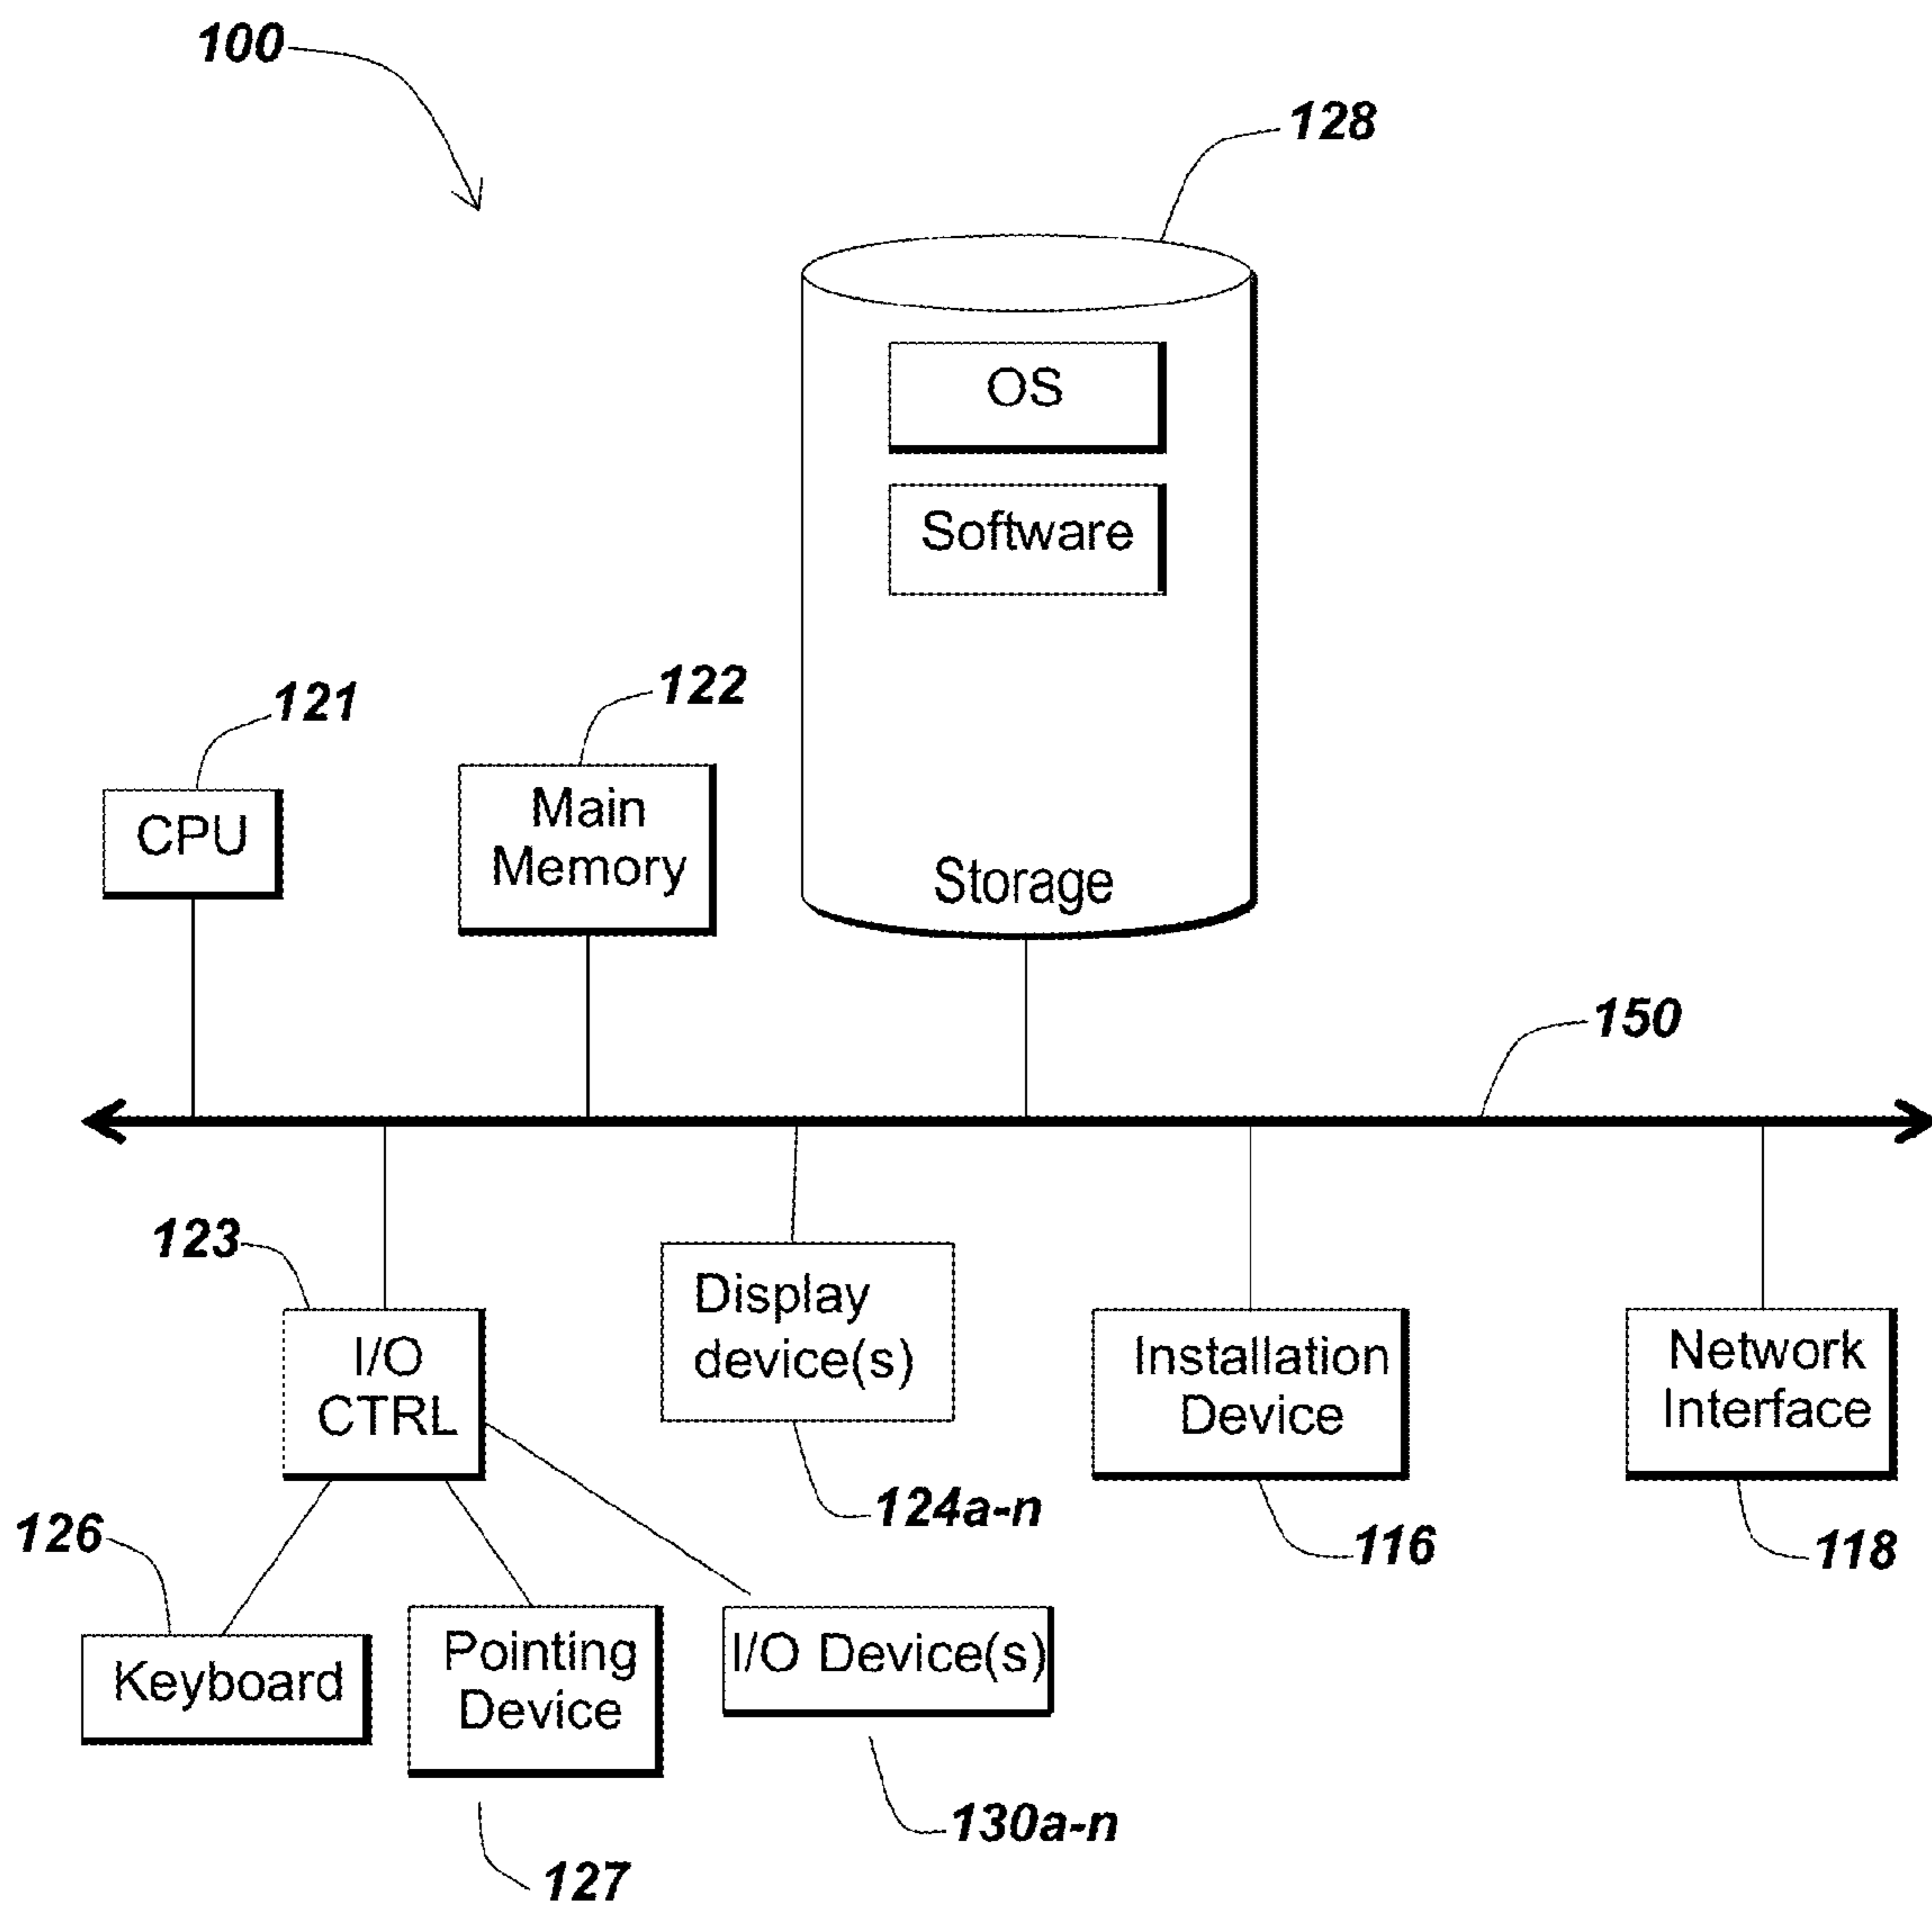 100
128
OS
Software
122
121
Main
Memory
CPU
Storage
150
123
Display
device(s)
I/O
CTRL
Installation
Device
Network
Interface
124a-n
126
116
118
Pointing
Device
I/O Device(s)
Keyboard
130a-n
127